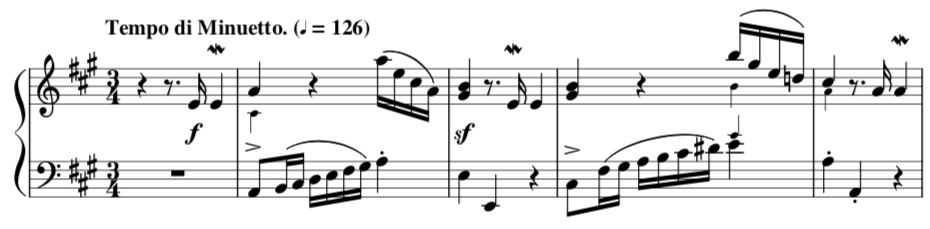 Tempo di Minuetto. (♩ = 126)
3
4
f
sf
3
4